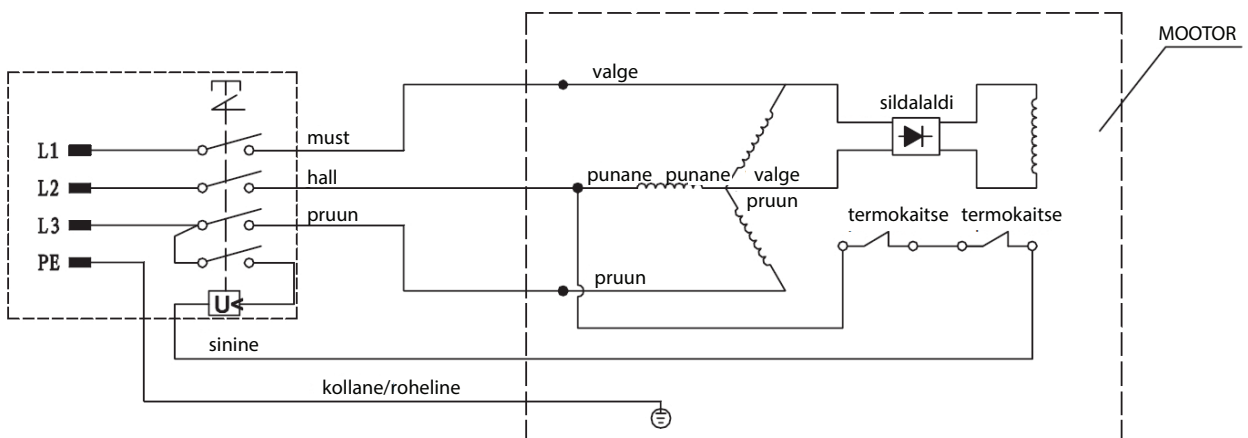 MOOTOR
valge
sildalaldi
L1
must
L2
hall
punane punane valge
pruun
L3
pruun
termokaitse termokaitse
PE
pruun
U<
sinine
kollane/roheline